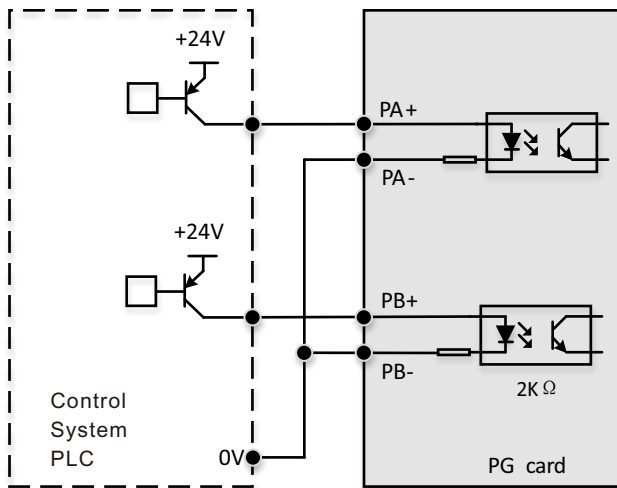 +24V
PA+
PA-
+24V
PB+
PB-
2K Ω
Control
System
PLC
0V
PG card